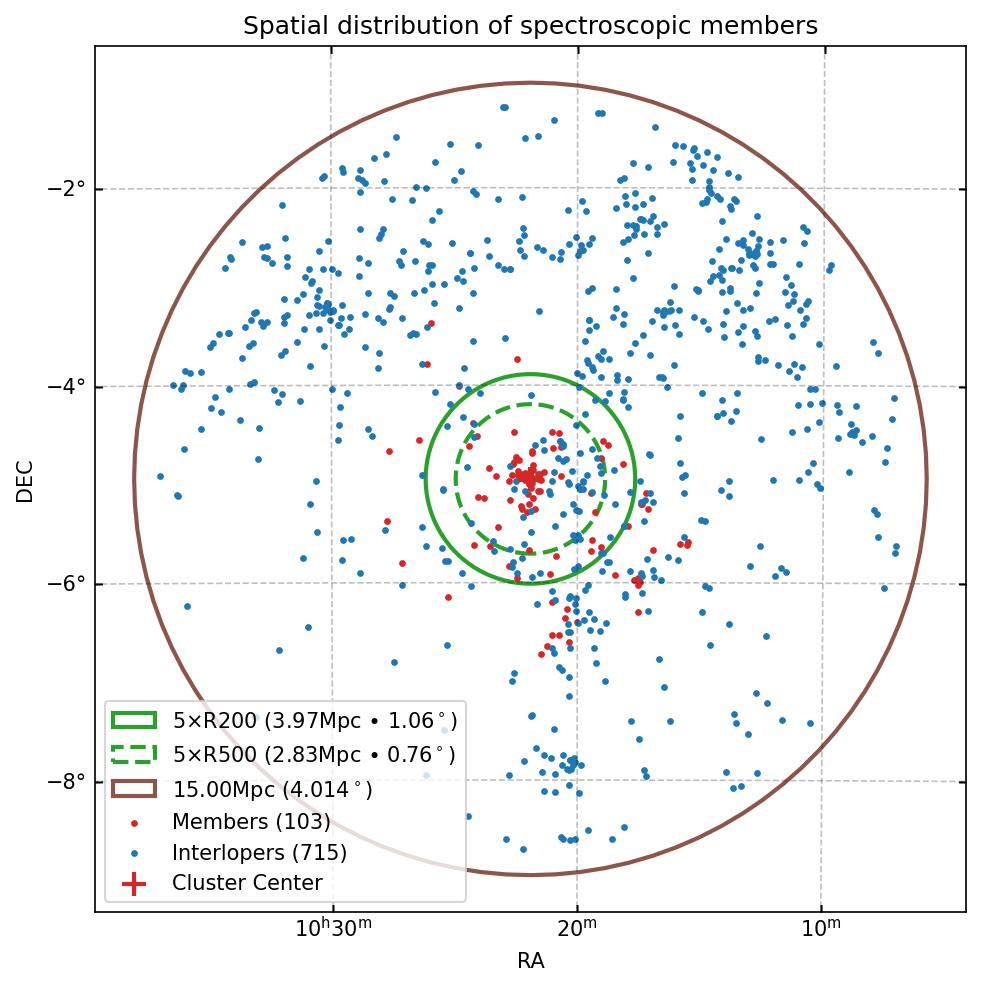 Spatial distribution of spectroscopic members
DEC
−2°
−4°
−6°
−8°
5×R200 (3.97Mpc • 1.06°)
5×R500 (2.83Mpc • 0.76°)
15.00Mpc (4.014°)
Members (103)
Interlopers (715)
Cluster Center
10ʰ30ᵐ 20ᵐ 10ᵐ
RA